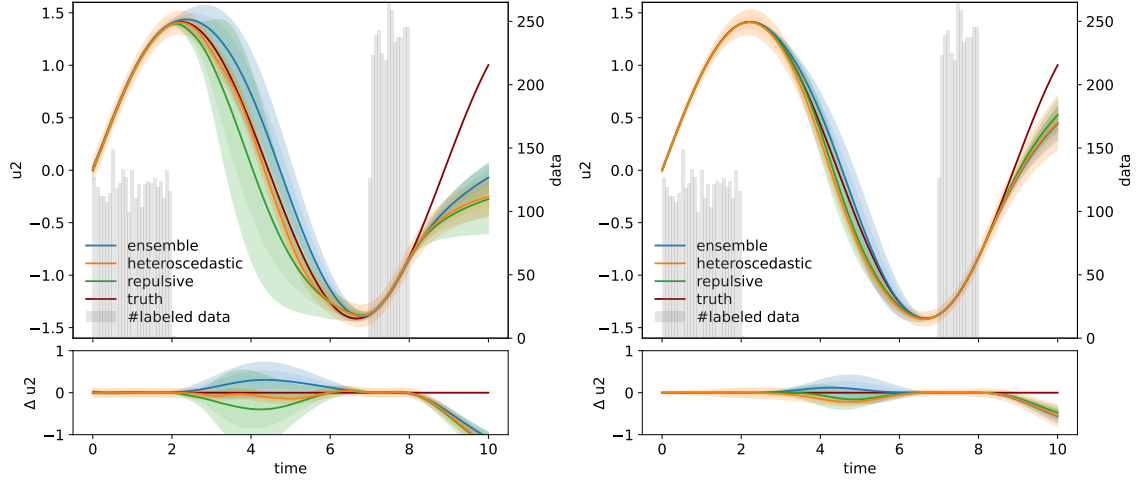 1.5
1.0
0.5
0.0
−0.5
−1.0
−1.5
u2
250
200
150
100
50
0
data
ensemble
heteroscedastic
repulsive
truth
#labeled data
1
0
−1
Δ u2
0 2 4 6 8 10
time
1.5
1.0
0.5
0.0
−0.5
−1.0
−1.5
u2
250
200
150
100
50
0
data
ensemble
heteroscedastic
repulsive
truth
#labeled data
1
0
−1
Δ u2
0 2 4 6 8 10
time